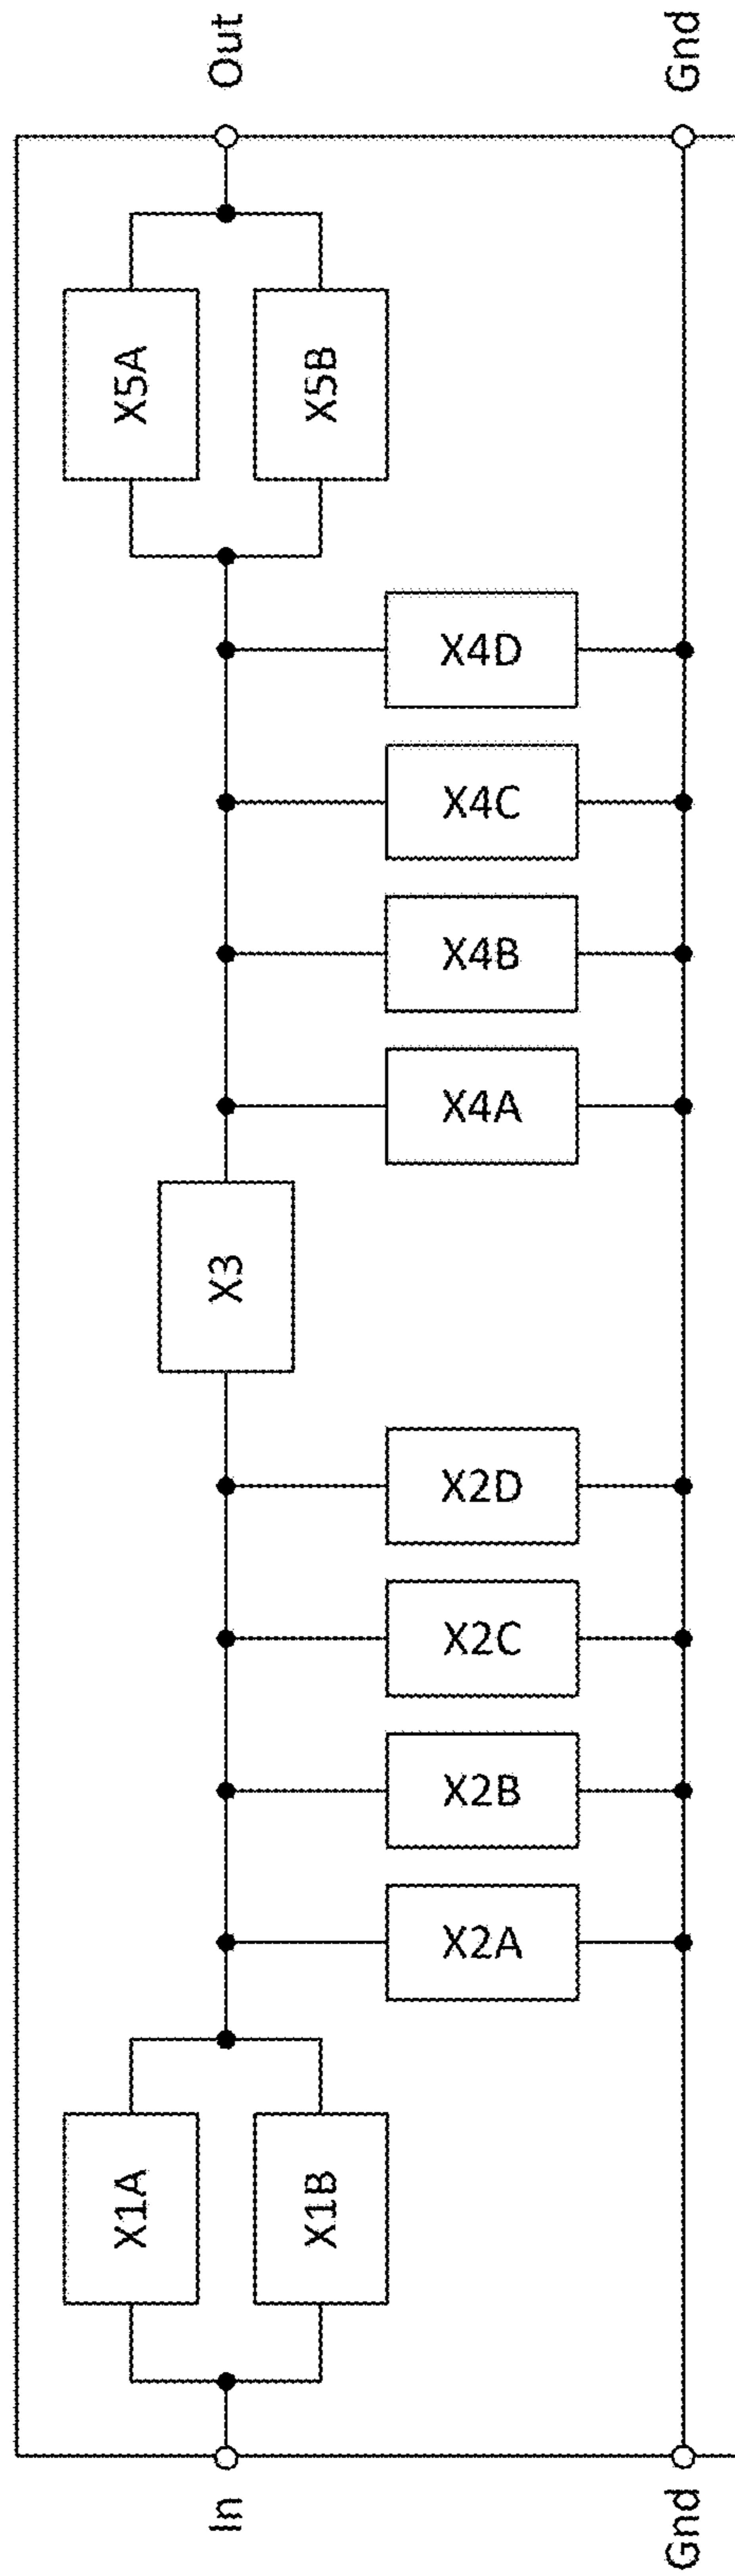 Out
Gnd
X5A
X5B
X4D
X4C
X4B
X4A
X3
X2D
X2C
X2B
X2A
X1A
X1B
In
Gnd